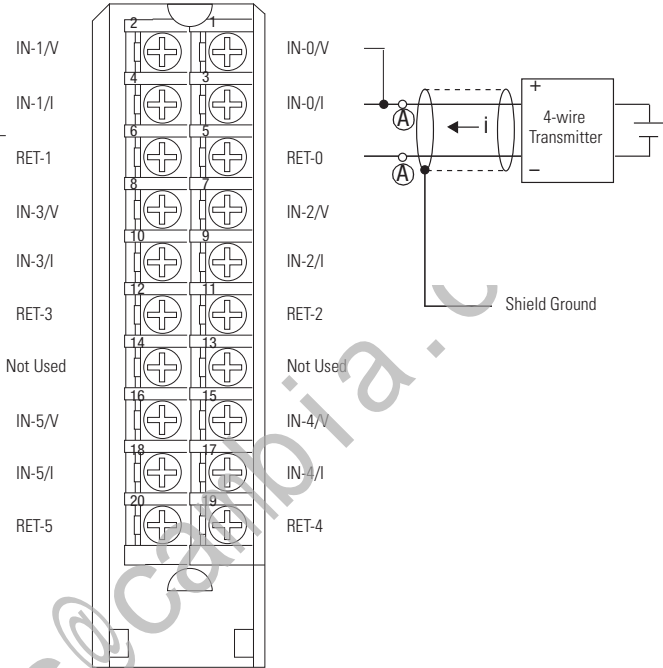 2 1
IN-1/V IN-0/V
+
4 3
IN-1/I IN-0/I
A i 4-wire
Transmitter
6 5
RET-1 RET-0
A −
8 7
IN-3/V IN-2/V
10 9
IN-3/I IN-2/I
12 11
RET-3 RET-2
Shield Ground
14 13
Not Used Not Used
16 15
IN-5/V IN-4/V
18 17
IN-5/I IN-4/I
20 19
RET-5 RET-4
s@cambia.c